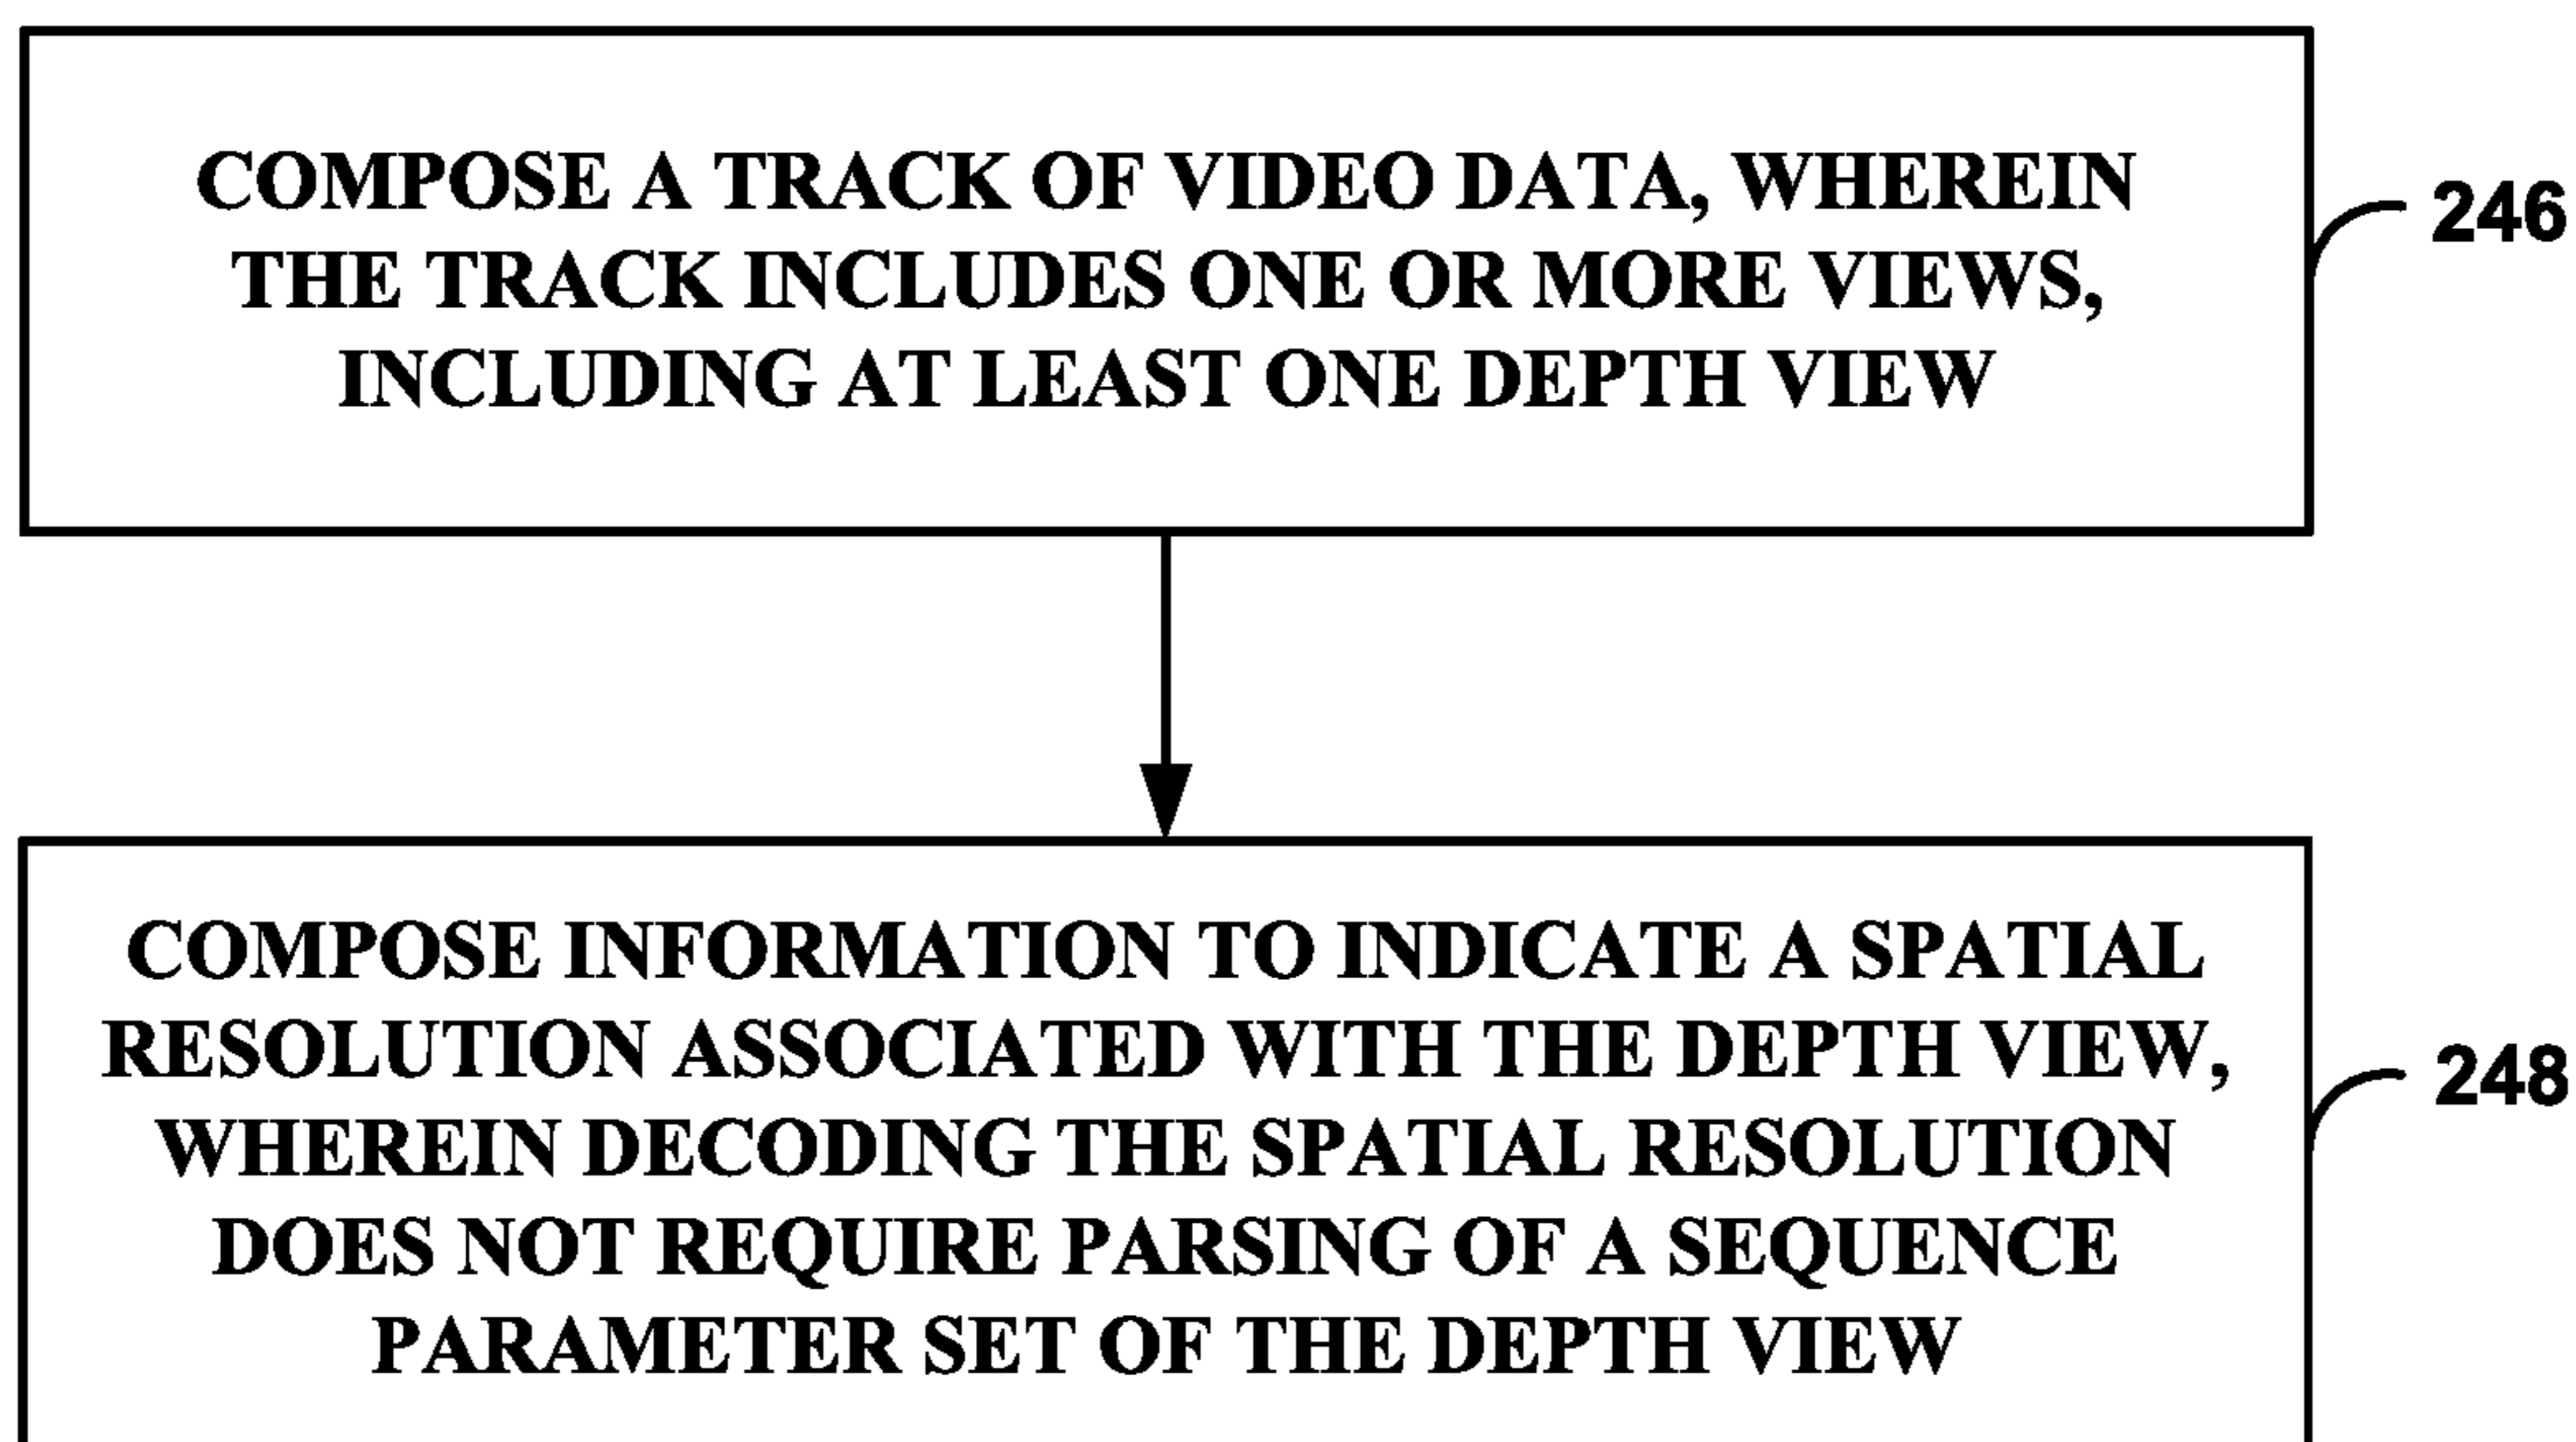 COMPOSE A TRACK OF VIDEO DATA, WHEREIN
THE TRACK INCLUDES ONE OR MORE VIEWS,
INCLUDING AT LEAST ONE DEPTH VIEW
246
COMPOSE INFORMATION TO INDICATE A SPATIAL
RESOLUTION ASSOCIATED WITH THE DEPTH VIEW,
WHEREIN DECODING THE SPATIAL RESOLUTION
DOES NOT REQUIRE PARSING OF A SEQUENCE
PARAMETER SET OF THE DEPTH VIEW
248